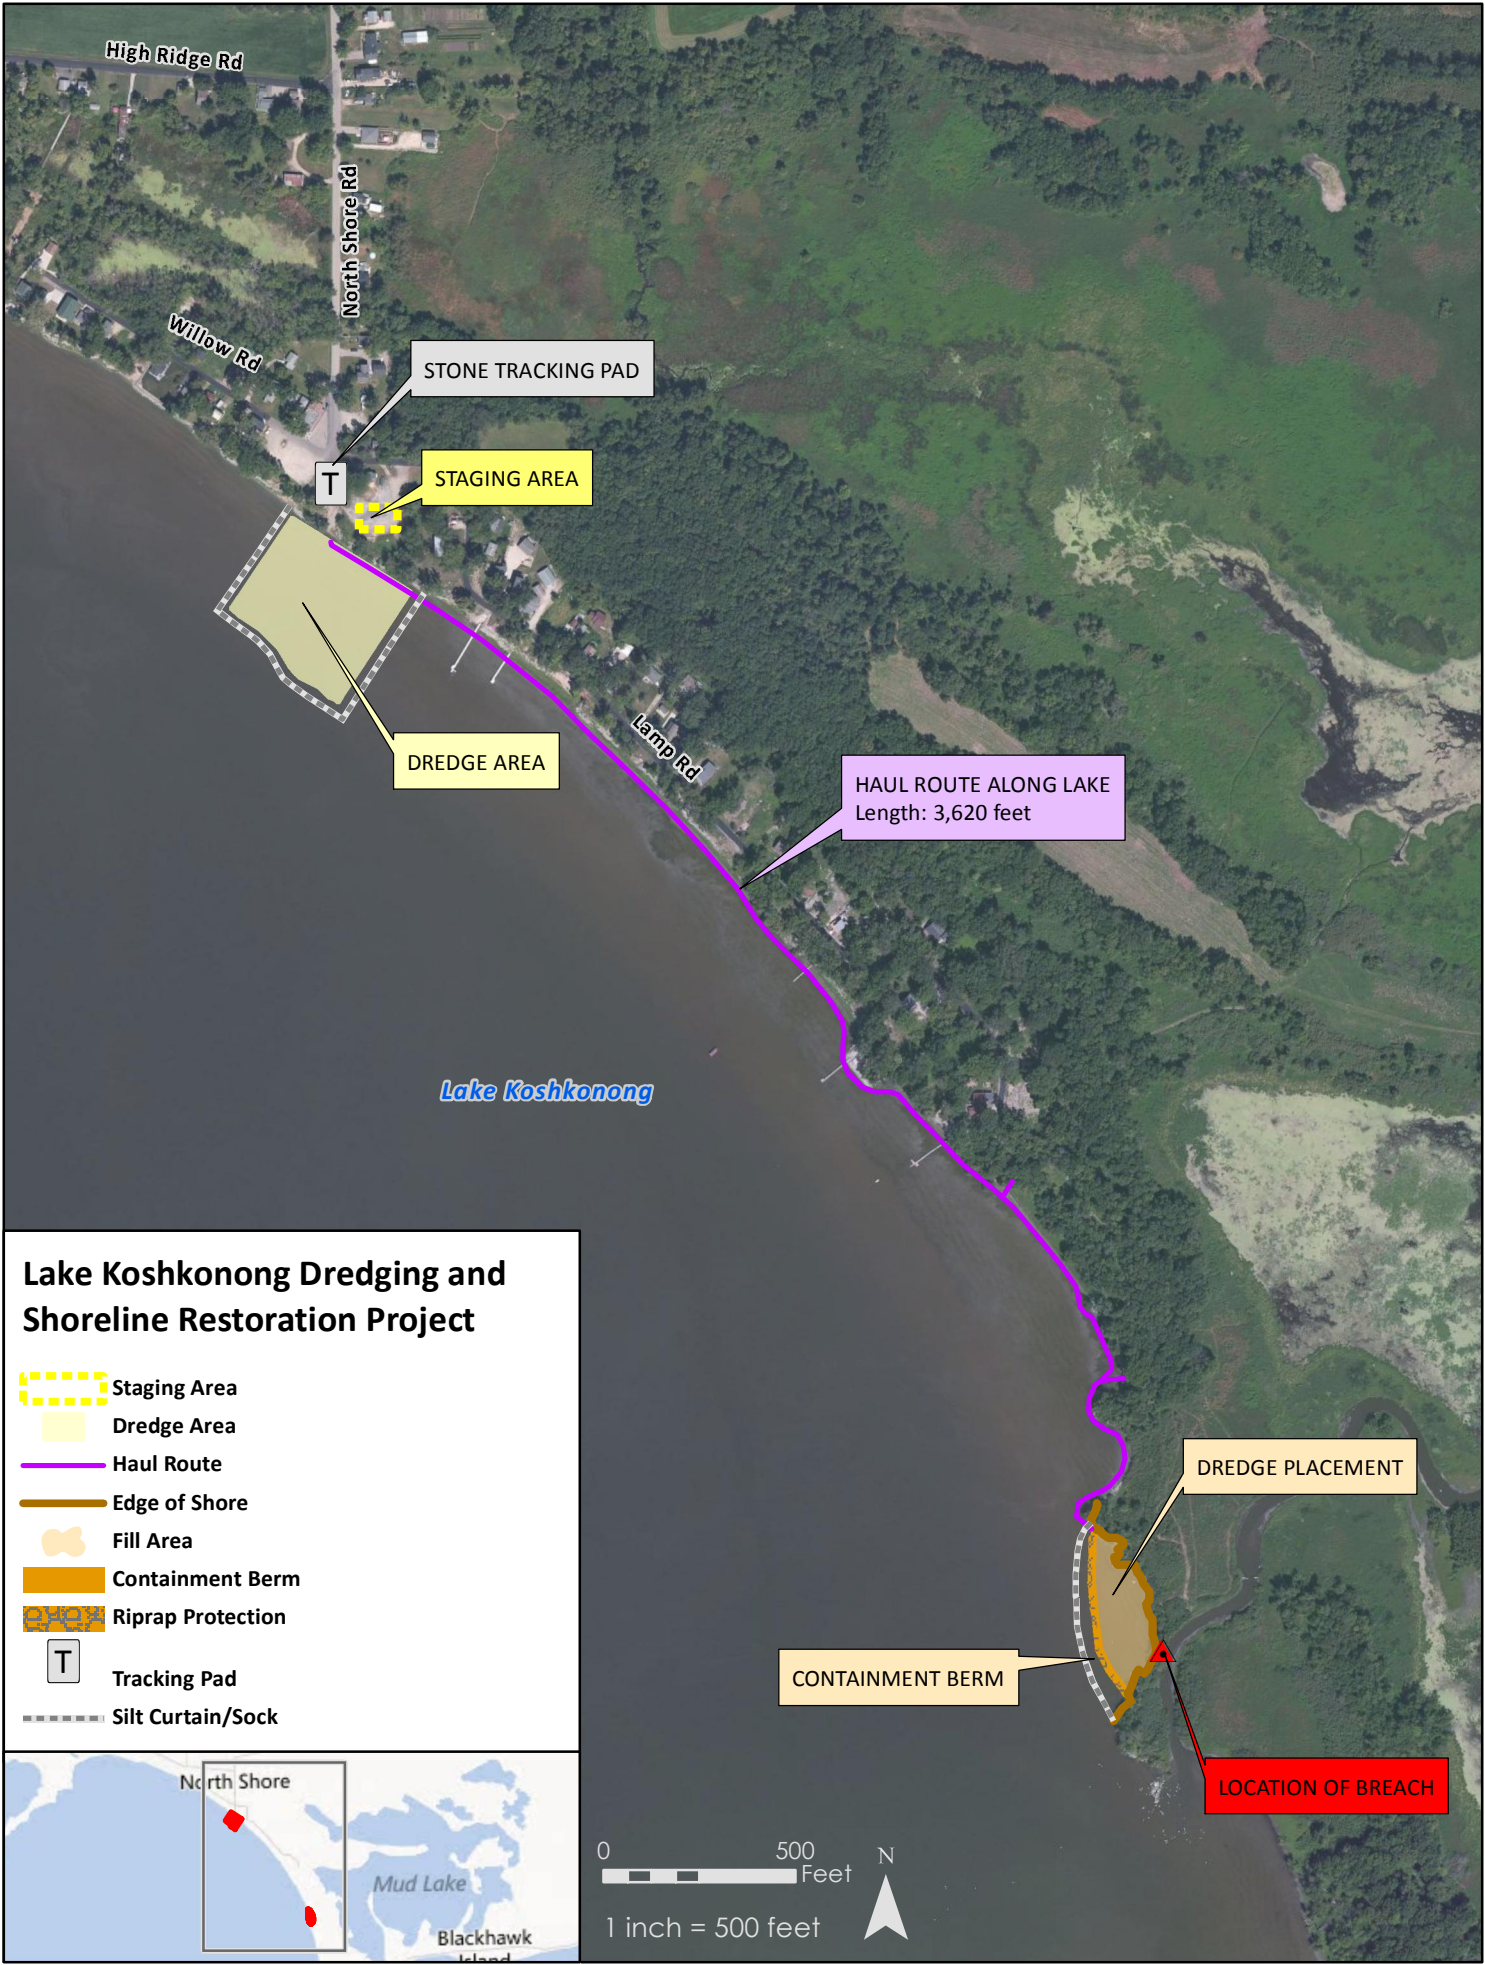 High Ridge Rd
North Shore Rd
Willow Rd
STONE TRACKING PAD
T
STAGING AREA
DREDGE AREA
Lamp Rd
HAUL ROUTE ALONG LAKE
Length: 3,620 feet
Lake Koshkonong
DREDGE PLACEMENT
CONTAINMENT BERM
LOCATION OF BREACH
Lake Koshkonong Dredging and
Shoreline Restoration Project
Staging Area
Dredge Area
Haul Route
Edge of Shore
Fill Area
Containment Berm
Riprap Protection
T
Tracking Pad
Silt Curtain/Sock
North Shore
Mud Lake
Blackhawk
Island
0 500
Feet
N
1 inch = 500 feet